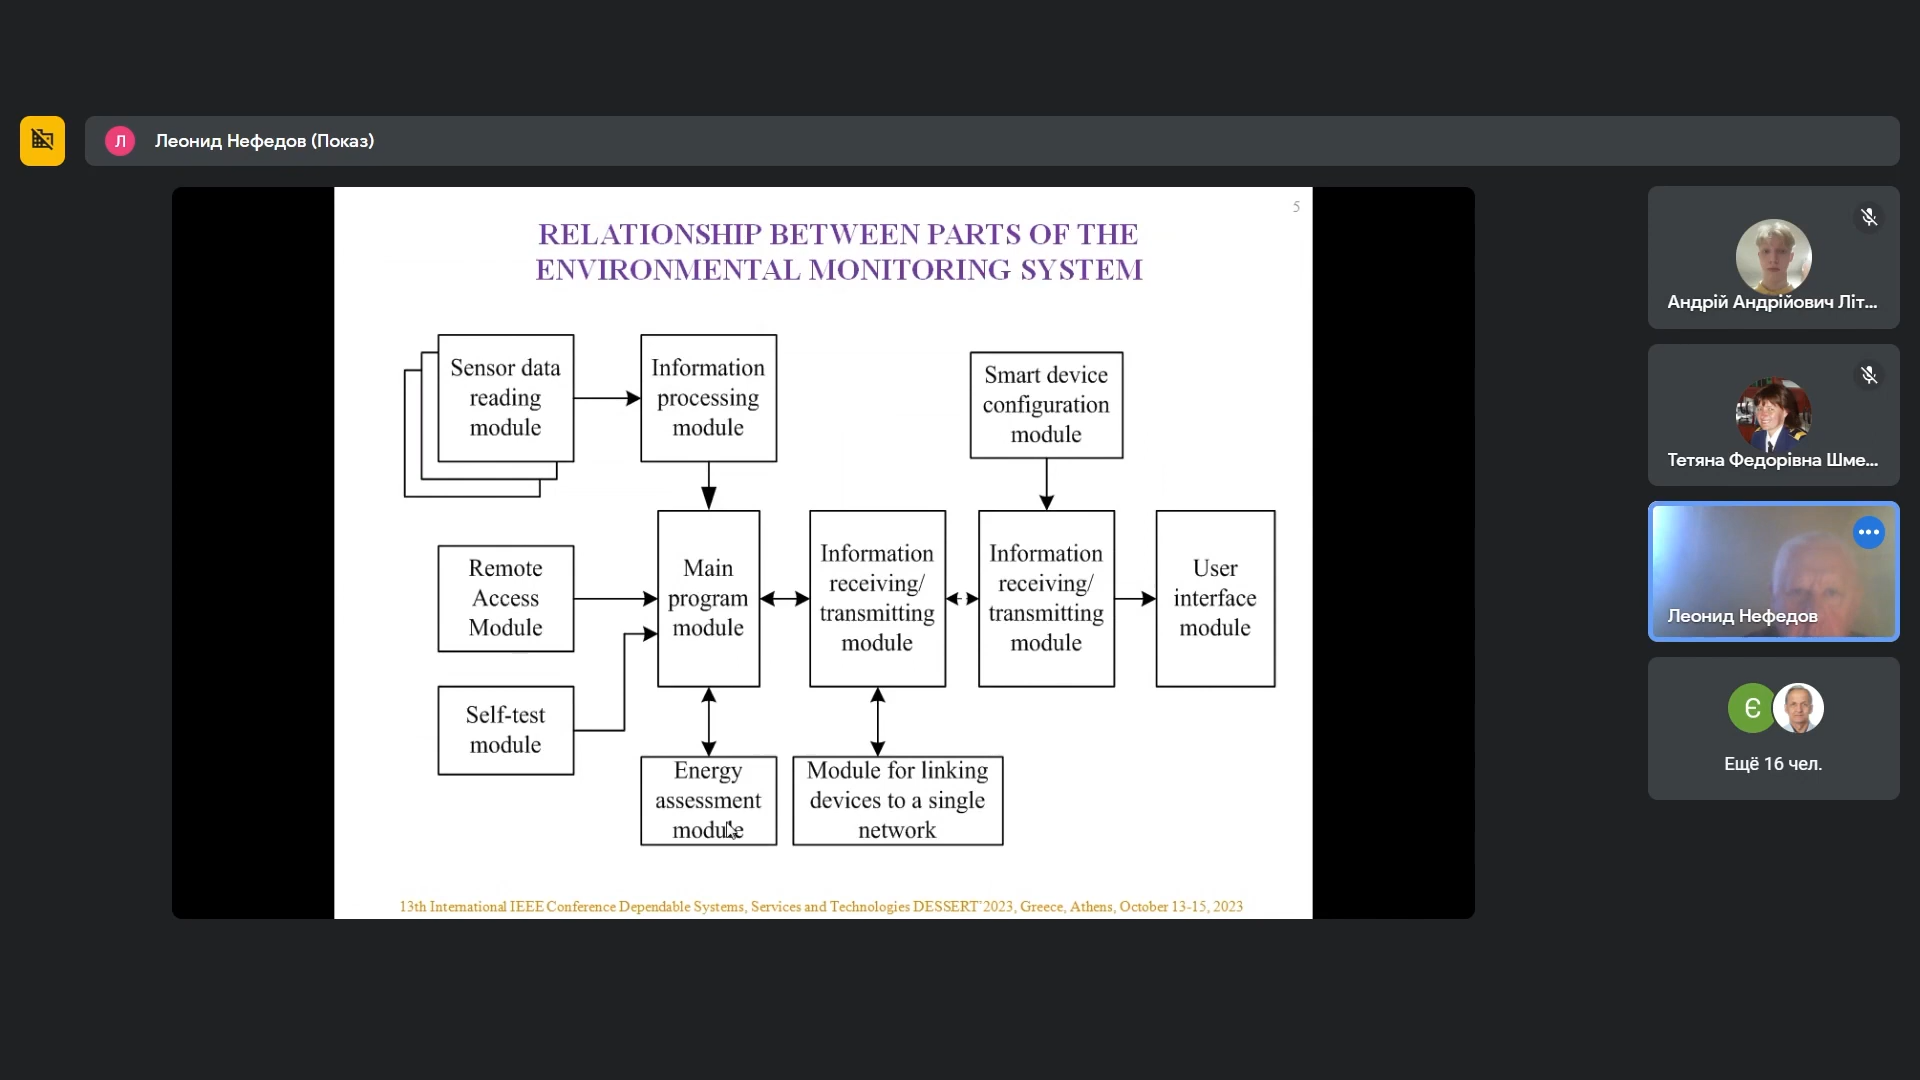 Л
Леонид Нефедов (Показ)
5
RELATIONSHIP BETWEEN PARTS OF THE
ENVIRONMENTAL MONITORING SYSTEM
Sensor data
reading
module
Information
processing
module
Smart device
configuration
module
Remote
Access
Module
Main
program
module
Information
receiving/
transmitting
module
Information
receiving/
transmitting
module
User
interface
module
Self-test
module
Energy
assessment
module
Module for linking
devices to a single
network
13th International IEEE Conference Dependable Systems, Services and Technologies DESSERT'2023, Greece, Athens, October 13-15, 2023
Андрій Андрійович Літ...
Тетяна Федорівна Шме...
Леонид Нефедов
Є
Ещё 16 чел.